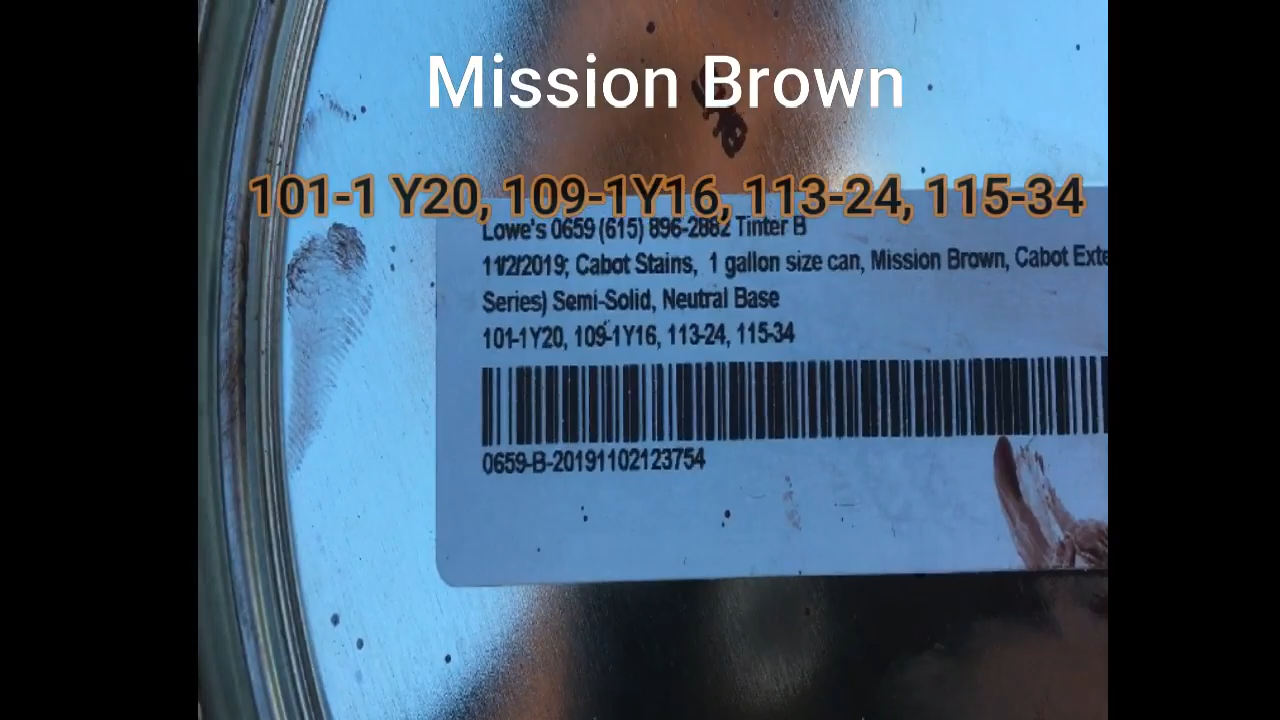 Mission Brown
101-1 Y20, 109-1Y16, 113-24, 115-34
Lowe's 0659 (615) 896-2882 Tinter B
11/2/2019; Cabot Stains, 1 gallon size can, Mission Brown, Cabot Exte
Series) Semi-Solid, Neutral Base
101-1Y20, 109-1Y16, 113-24, 115-34
0659-B-20191102123754